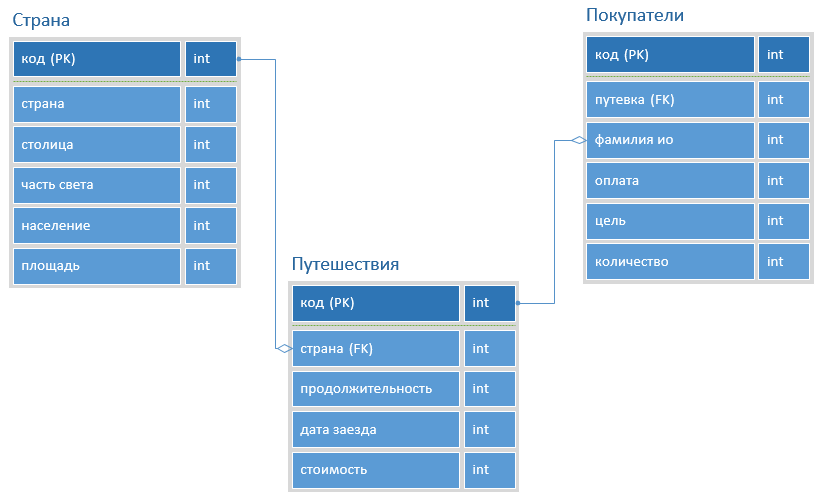 Страна
код (PK) int
страна int
столица int
часть света int
население int
площадь int
Путешествия
код (PK) int
страна (FK) int
продолжительность int
дата заезда int
стоимость int
Покупатели
код (PK) int
путевка (FK) int
фамилия ио int
оплата int
цель int
количество int